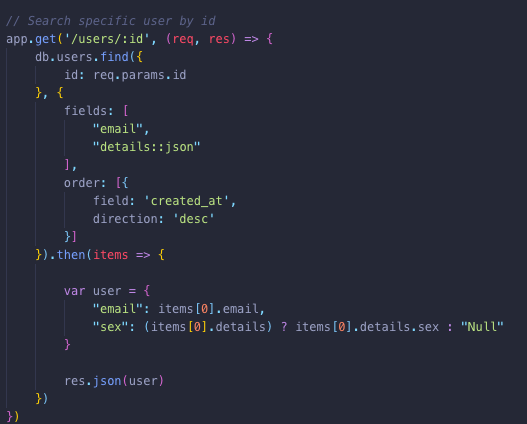 // Search specific user by id
app.get('/users/:id', (req, res) => {
    db.users.find({
        id: req.params.id
    }, {
        fields: [
            "email",
            "details::json"
        ],
        order: [{
            field: 'created_at',
            direction: 'desc'
        }]
    }).then(items => {
        var user = {
            "email": items[0].email,
            "sex": (items[0].details) ? items[0].details.sex : "Null"
        }
        res.json(user)
    })
})